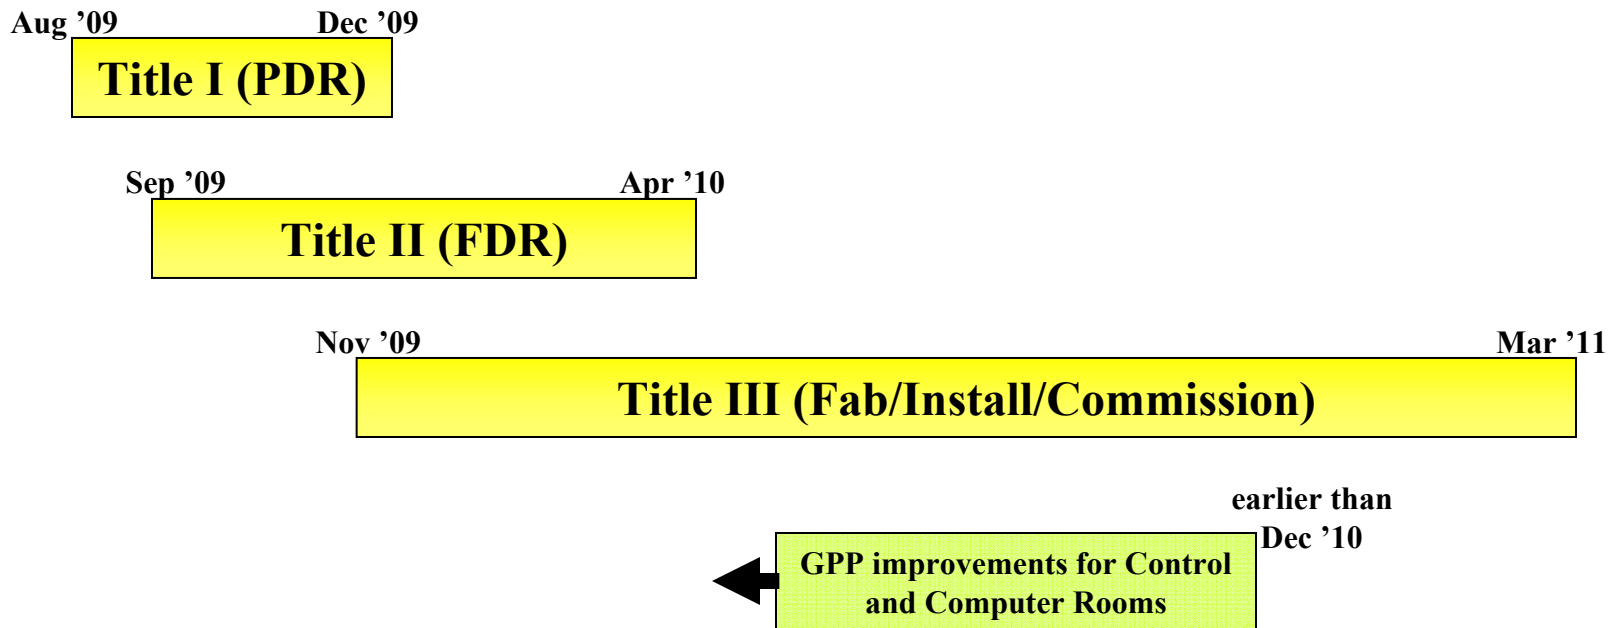 Aug ’09 Dec ’09
Title I (PDR)
Sep ’09 Apr ’10
Title II (FDR)
Nov ’09 Mar ’11
Title III (Fab/Install/Commission)
earlier than
Dec ’10
GPP improvements for Control
and Computer Rooms